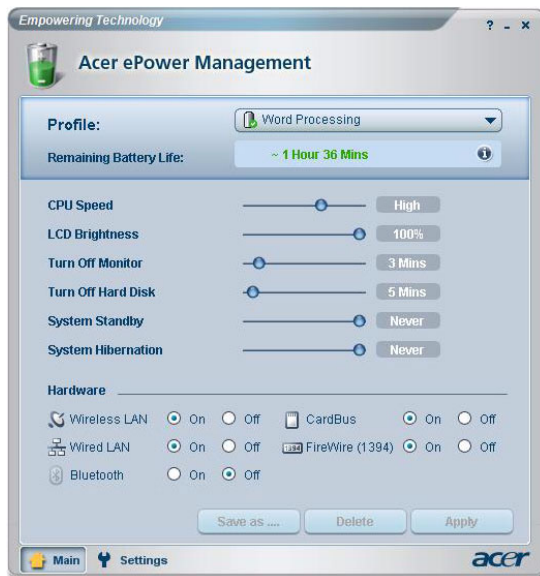 Empowering Technology
? - x
Acer ePower Management
Profile: Word Processing
Remaining Battery Life: ~ 1 Hour 36 Mins
CPU Speed High
LCD Brightness 100%
Turn Off Monitor 3 Mins
Turn Off Hard Disk 5 Mins
System Standby Never
System Hibernation Never
Hardware
Wireless LAN On Off CardBus On Off
Wired LAN On Off 1394 FireWire (1394) On Off
Bluetooth On Off
Save as .... Delete Apply
Main Settings acer